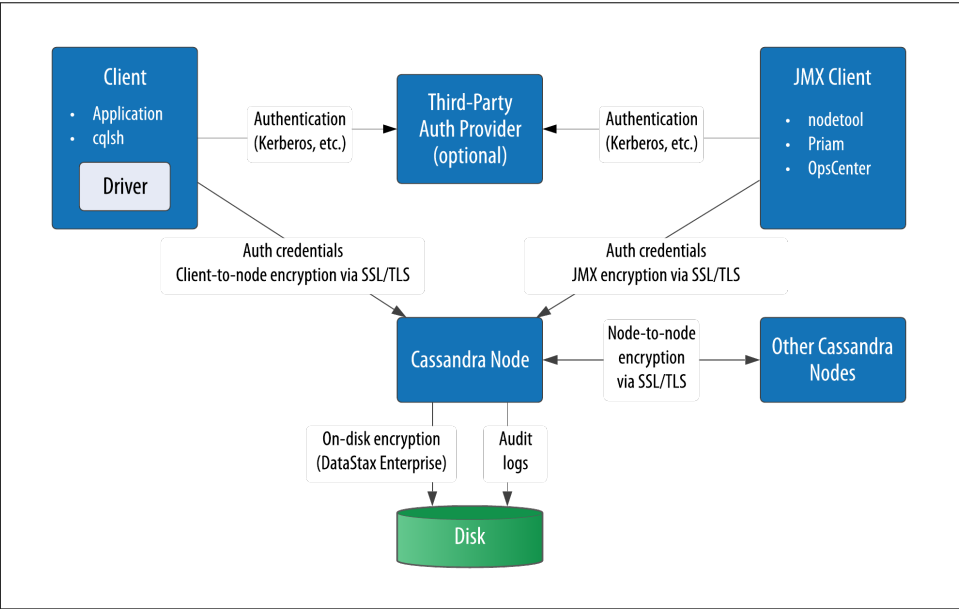 Client
• Application
• cqlsh
Driver
Authentication
(Kerberos, etc.)
Third-Party
Auth Provider
(optional)
Authentication
(Kerberos, etc.)
JMX Client
• nodetool
• Priam
• OpsCenter
Auth credentials
Client-to-node encryption via SSL/TLS
Auth credentials
JMX encryption via SSL/TLS
Cassandra Node
Node-to-node
encryption
via SSL/TLS
Other Cassandra
Nodes
On-disk encryption
(DataStax Enterprise)
Audit
logs
Disk